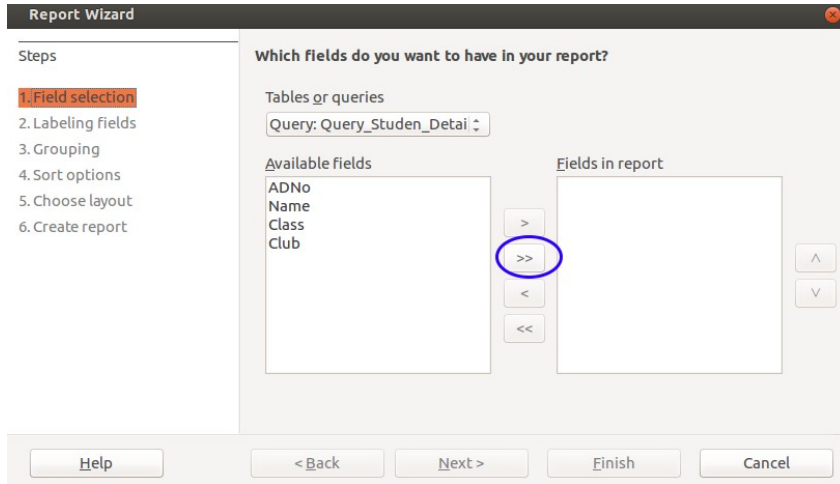 Report Wizard
Steps
1. Field selection
2. Labeling fields
3. Grouping
4. Sort options
5. Choose layout
6. Create report
Which fields do you want to have in your report?
Tables or queries
Query: Query_Studen_Detai
Available fields
ADNo
Name
Class
Club
>
>>
<
<<
Fields in report
Help
< Back
Next >
Finish
Cancel